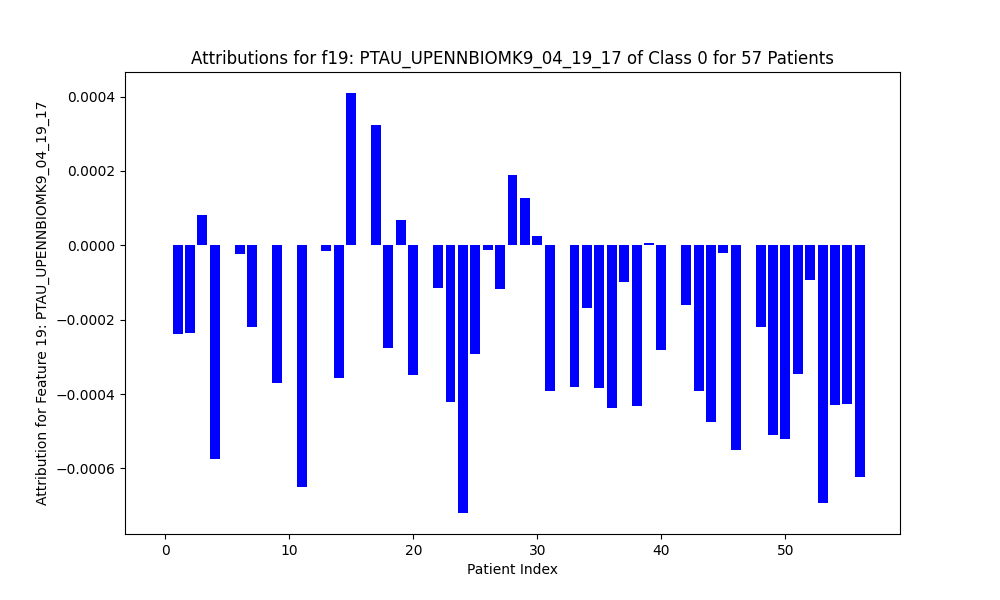 Attributions for f19: PTAU_UPENNBIOMK9_04_19_17 of Class 0 for 57 Patients
Attribution for Feature 19: PTAU_UPENNBIOMK9_04_19_17
0.0004
0.0002
0.0000
−0.0002
−0.0004
−0.0006
0 10 20 30 40 50
Patient Index